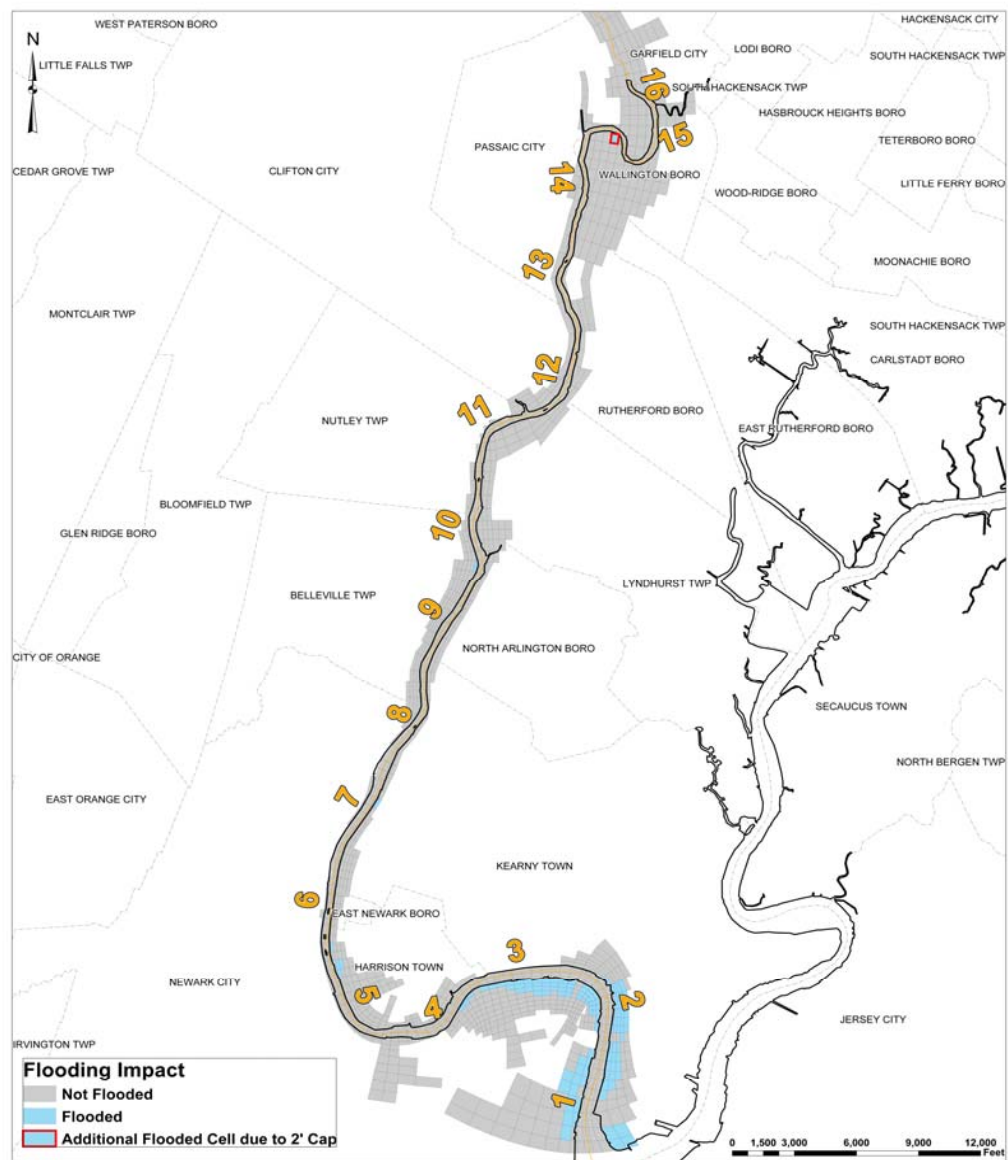 WEST PATERSON BORO
HACKENSACK CITY
N
GARFIELD CITY
LODI BORO
SOUTH HACKENSACK TWP
LITTLE FALLS TWP
16
SOUTH HACKENSACK TWP
HASBROUCK HEIGHTS BORO
15
TETERBORO BORO
PASSAIC CITY
CEDAR GROVE TWP
CLIFTON CITY
14
WALLINGTON BORO
LITTLE FERRY BORO
WOOD-RIDGE BORO
13
MOONACHIE BORO
MONTCLAIR TWP
SOUTH HACKENSACK TWP
CARLSTADT BORO
12
11
RUTHERFORD BORO
NUTLEY TWP
EAST RUTHERFORD BORO
BLOOMFIELD TWP
10
GLEN RIDGE BORO
LYNDHURST TWP
BELLEVILLE TWP
9
NORTH ARLINGTON BORO
CITY OF ORANGE
SECAUCUS TOWN
8
NORTH BERGEN TWP
EAST ORANGE CITY
7
KEARNY TOWN
6
EAST NEWARK BORO
3
HARRISON TOWN
NEWARK CITY
5
4
2
JERSEY CITY
IRVINGTON TWP
1
Flooding Impact
Not Flooded
Flooded
Additional Flooded Cell due to 2' Cap
0 1,500 3,000 6,000 9,000 12,000
Feet